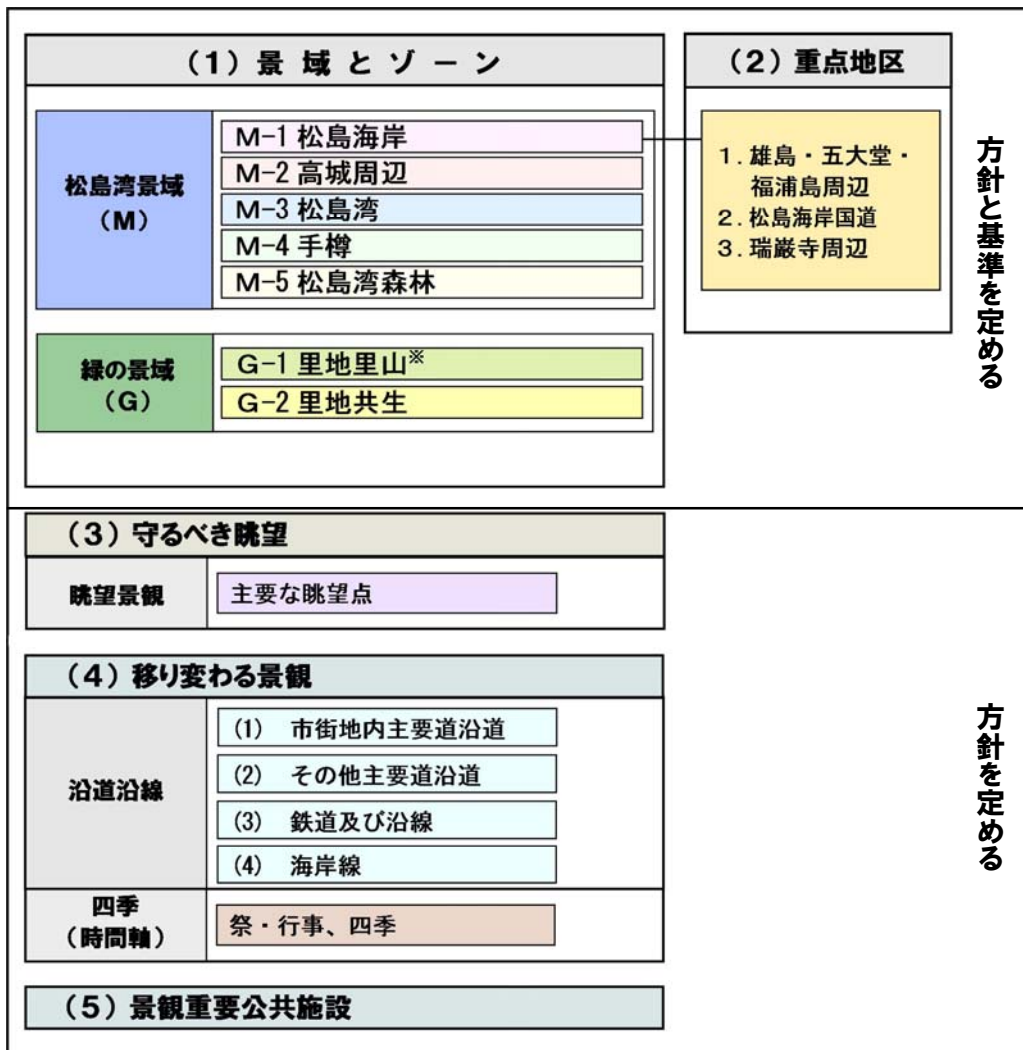 (1)景域とゾーン
松島湾景域
(M)
M-1 松島海岸
M-2 高城周辺
M-3 松島湾
M-4 手樽
M-5 松島湾森林
緑の景域
(G)
G-1 里地里山※
G-2 里地共生
(2)重点地区
1.雄島・五大堂・
福浦島周辺
2.松島海岸国道
3.瑞巌寺周辺
方針と基準を定める
(3)守るべき眺望
眺望景観
主要な眺望点
(4)移り変わる景観
沿道沿線
(1) 市街地内主要道沿道
(2) その他主要道沿道
(3) 鉄道及び沿線
(4) 海岸線
四季
(時間軸)
祭・行事、四季
(5)景観重要公共施設
方針を定める